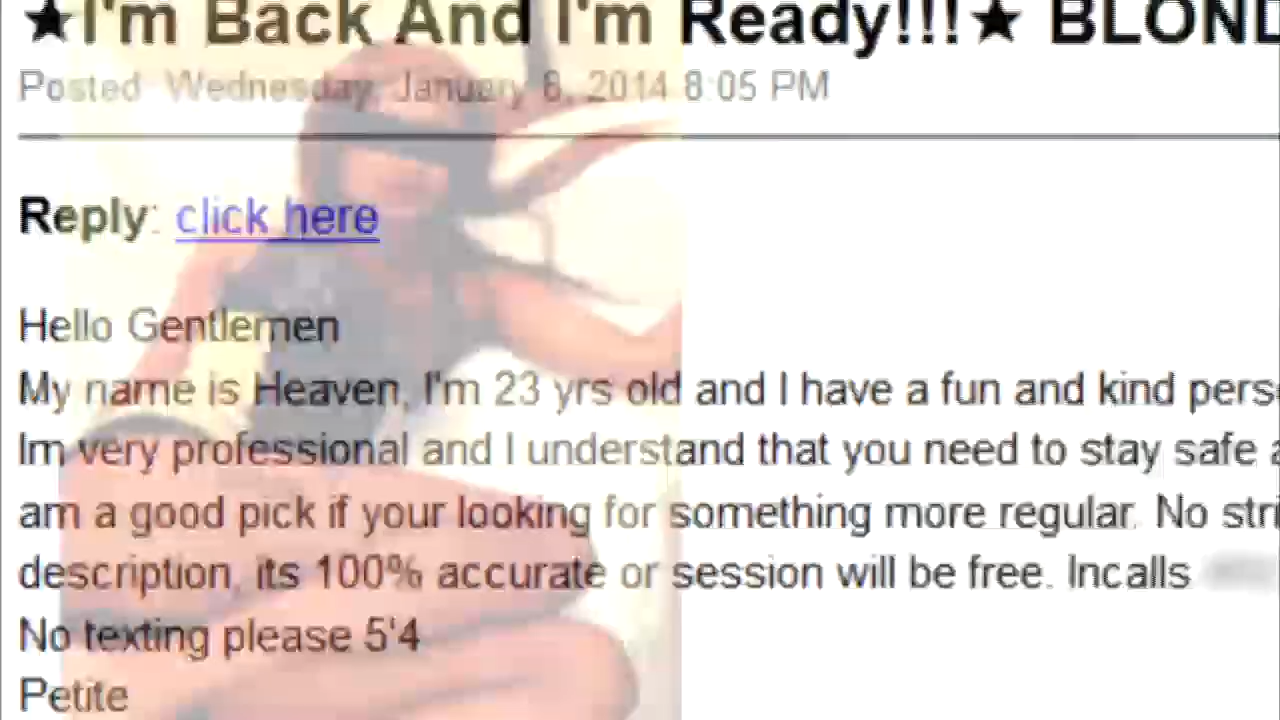 ★I'm Back And I'm Ready!!!★ BLOND
Posted: Wednesday, January 8, 2014 8:05 PM
Reply: click here
Hello Gentlemen
My name is Heaven, I'm 23 yrs old and I have a fun and kind pers
Im very professional and I understand that you need to stay safe a
am a good pick if your looking for something more regular. No stri
description, its 100% accurate or session will be free. Incalls
No texting please 5'4
Petite